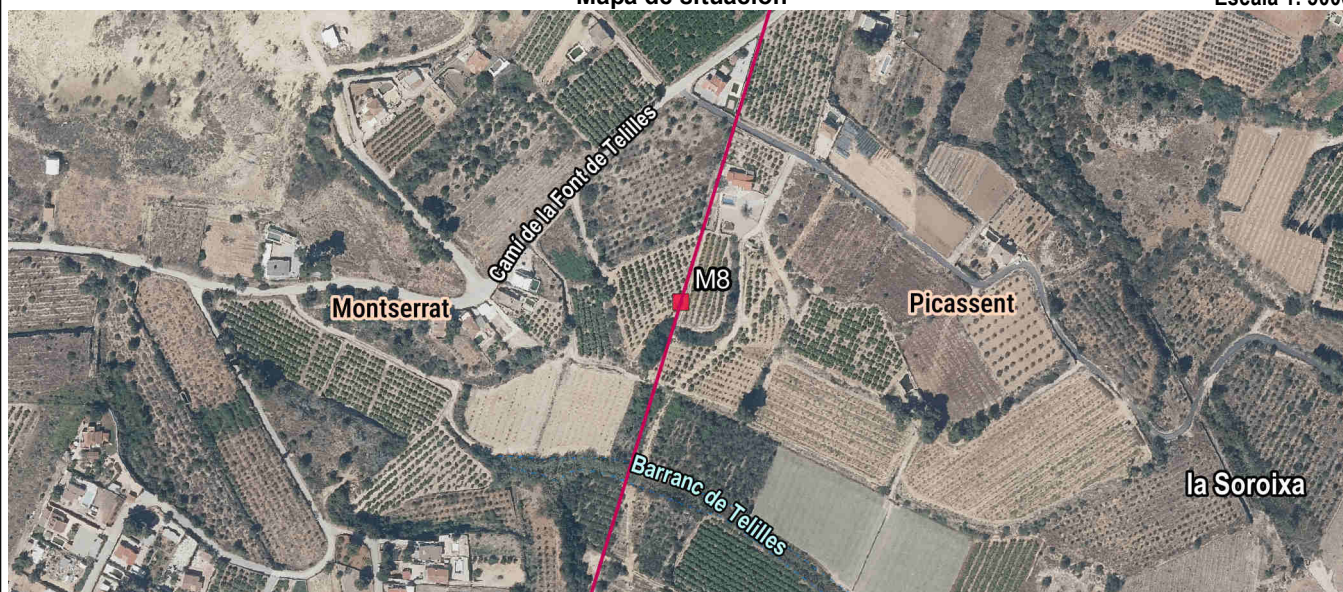 Mapa de situación
Escala 1:
Camí de la Font de Telilles
M8
Montserrat
Picassent
Barranc de Telilles
la Soroixa